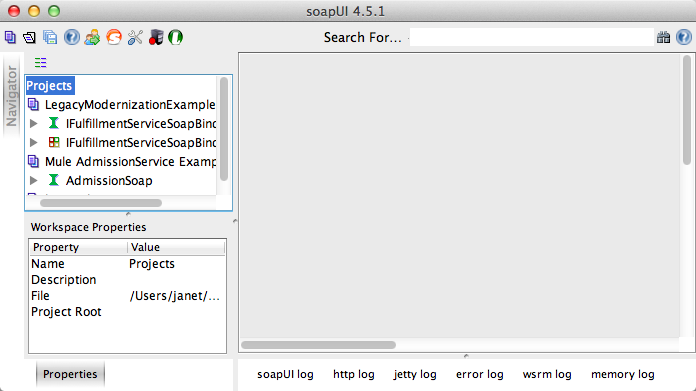 soapUI 4.5.1
Search For...
Navigator
Projects
LegacyModernizationExample
IFulfillmentServiceSoapBind
IFulfillmentServiceSoapBind
Mule AdmissionService Examp
AdmissionSoap
Workspace Properties
Property Value
Name Projects
Description
File /Users/janet/...
Project Root
Properties
soapUI log http log jetty log error log wsrm log memory log